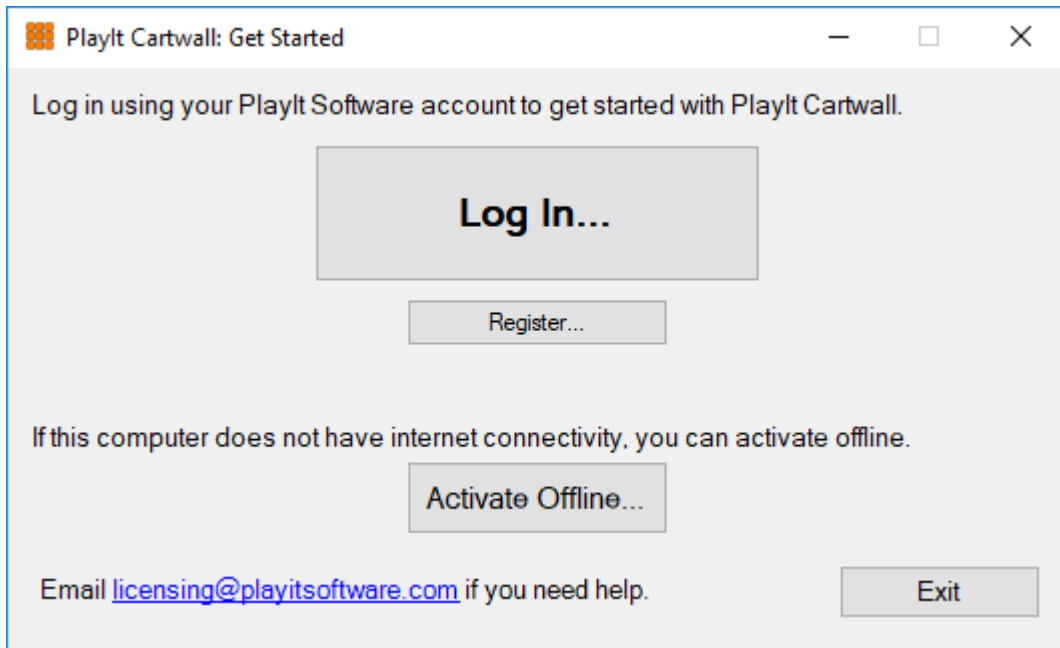 PlayIt Cartwall: Get Started
Log in using your PlayIt Software account to get started with PlayIt Cartwall.
Log In...
Register...
If this computer does not have internet connectivity, you can activate offline.
Activate Offline...
Email licensing@playitsoftware.com if you need help.
Exit